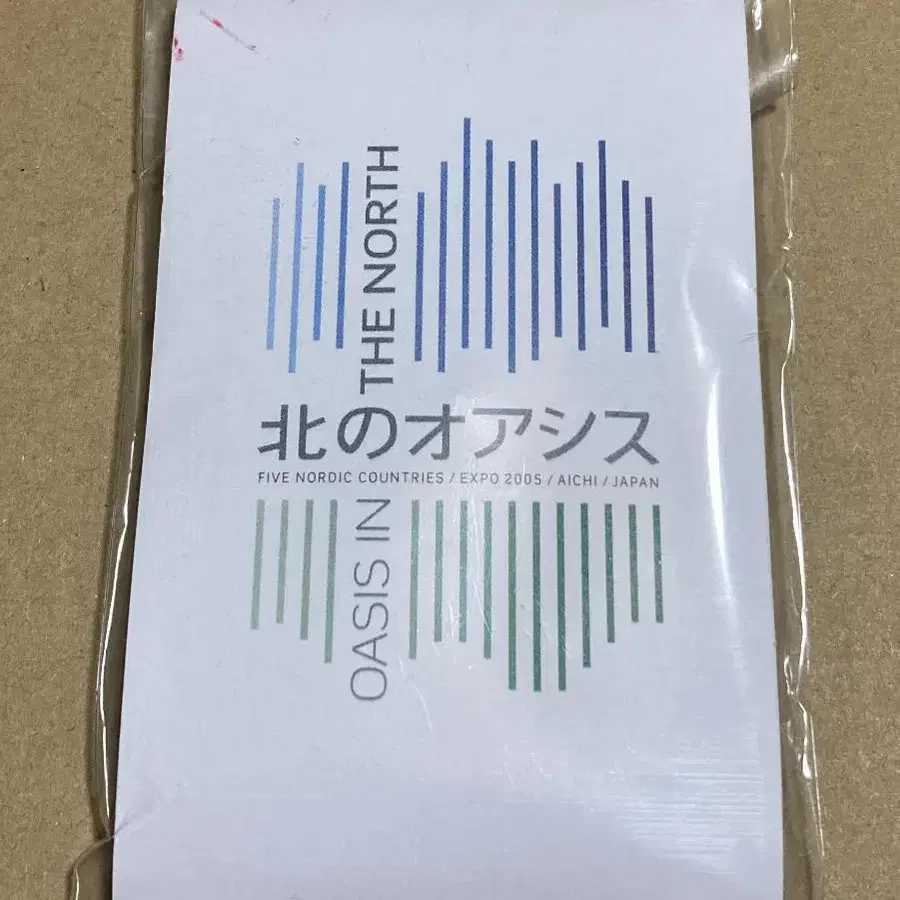 OASIS IN THE NORTH
北のオアシス
FIVE NORDIC COUNTRIES / EXPO 2005 / AICHI / JAPAN